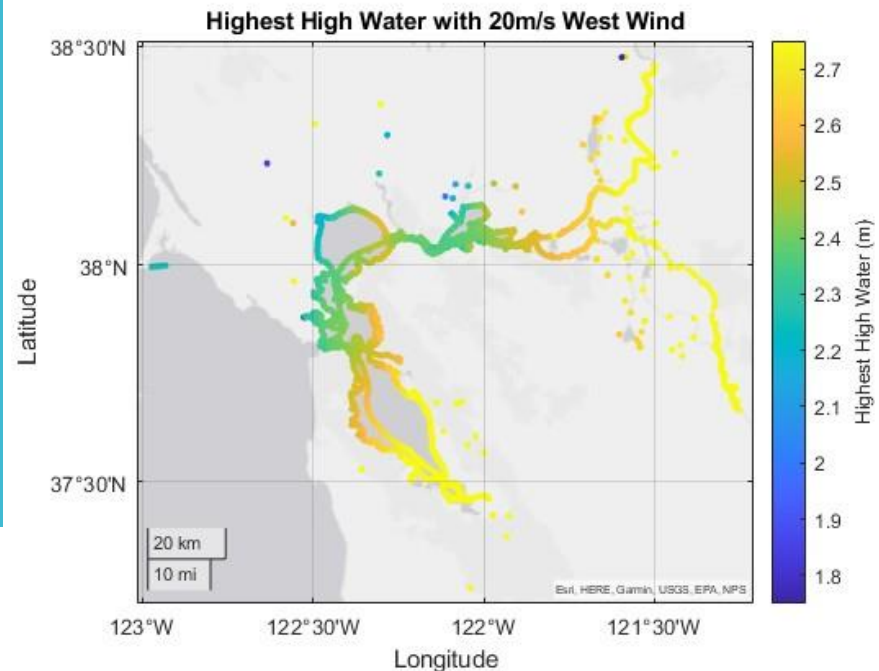 Highest High Water with 20m/s West Wind
38°30'N
38°N
37°30'N
Latitude
20 km
10 mi
Esri, HERE, Garmin, USGS, EPA, NPS
123°W
122°30'W
122°W
121°30'W
Longitude
2.7
2.6
2.5
2.4
2.3
2.2
2.1
2
1.9
1.8
Highest High Water (m)